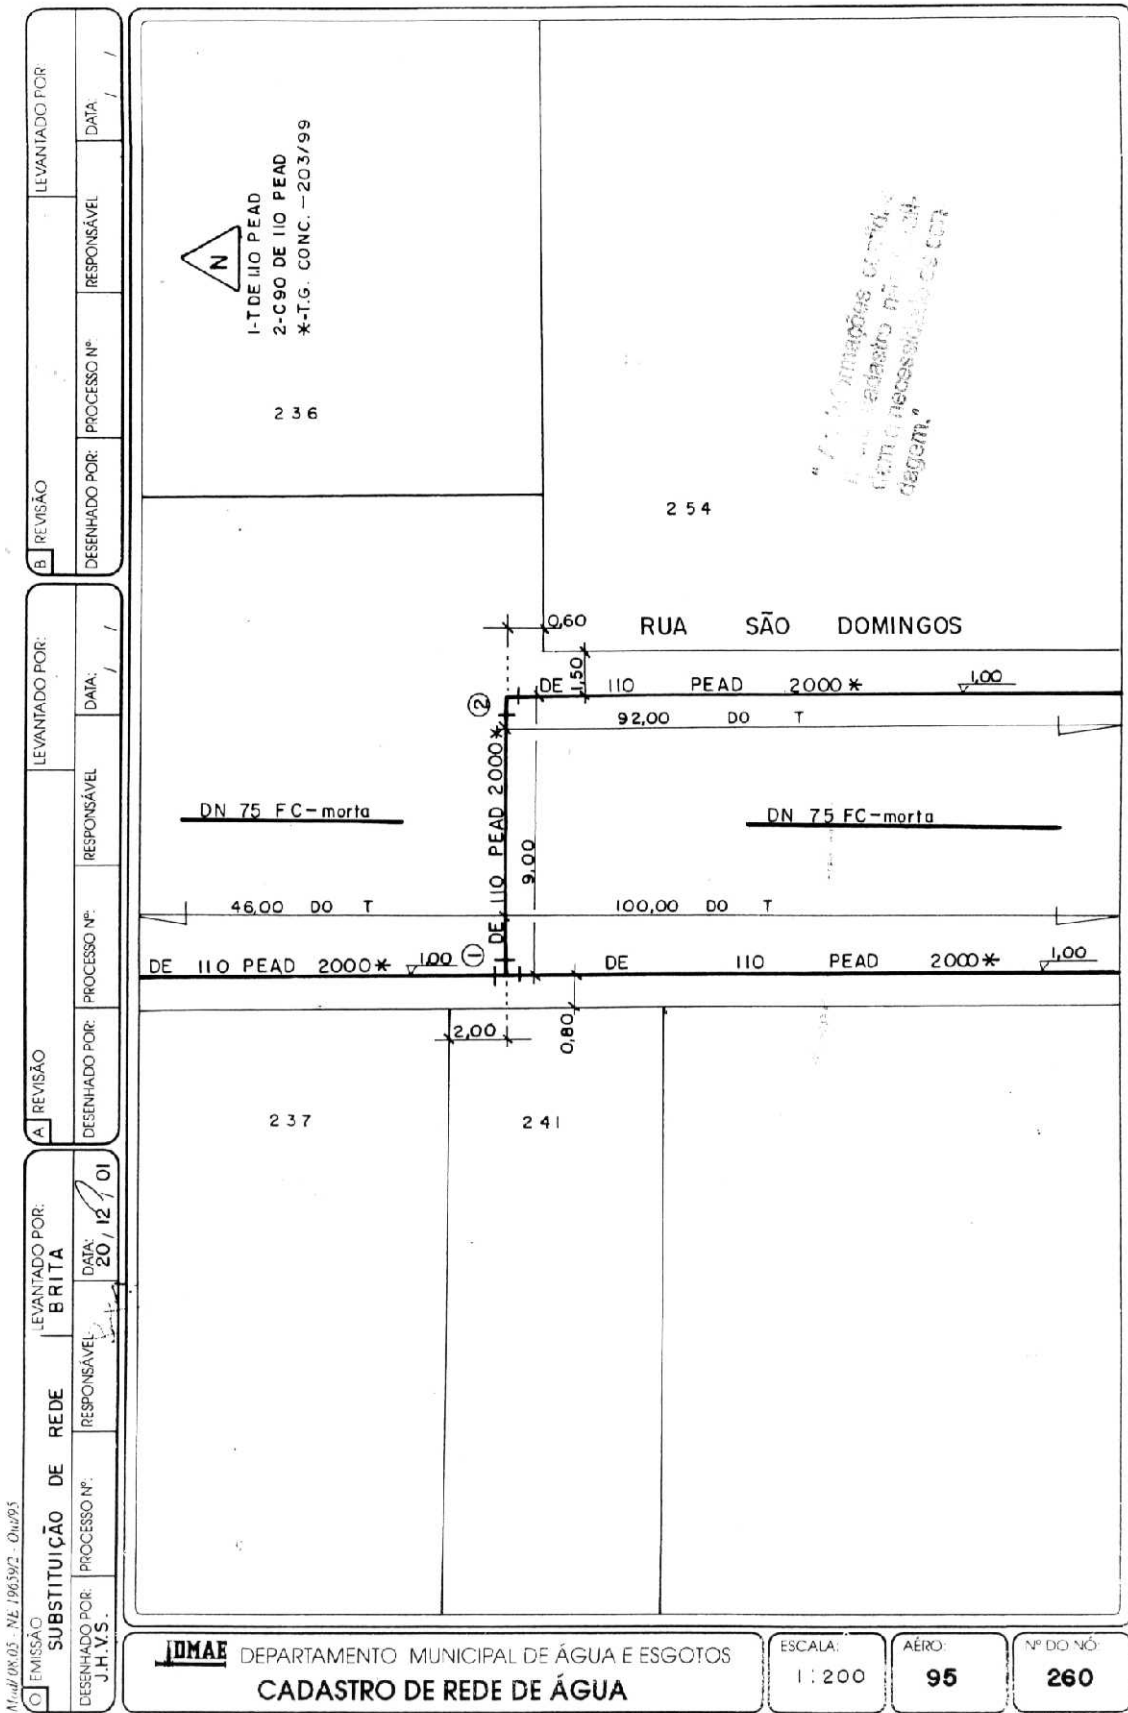 1-T DE 110 PEAD
2-C90 DE 110 PEAD
*-T.G. CONC. -203/99
N
236
254
RUA SÃO DOMINGOS
0,60
1,50
DE 110 PEAD 2000*
1,00
2
92,00 DO T
DE 110 PEAD 2000*
9,00
DN 75 FC-morta
DN 75 FC-morta
46,00 DO T
100,00 DO T
DE 110 PEAD 2000*
1,00
1
DE 110 PEAD 2000*
1,00
2,00
0,80
237
241
dagem."
O EMISSÃO
SUBSTITUIÇÃO DE REDE
LEVANTADO POR:
BRITA
DESENHADO POR:
J.H.V.S.
PROCESSO Nº:
RESPONSÁVEL:
DATA:
20/12/01
A REVISÃO
LEVANTADO POR:
DESENHADO POR:
PROCESSO Nº:
RESPONSÁVEL
DATA:
/ /
B REVISÃO
LEVANTADO POR:
DESENHADO POR:
PROCESSO Nº:
RESPONSÁVEL
DATA:
/ /
DMAE DEPARTAMENTO MUNICIPAL DE ÁGUA E ESGOTOS
CADASTRO DE REDE DE ÁGUA
ESCALA:
1:200
AÉRO:
95
Nº DO NÓ:
260